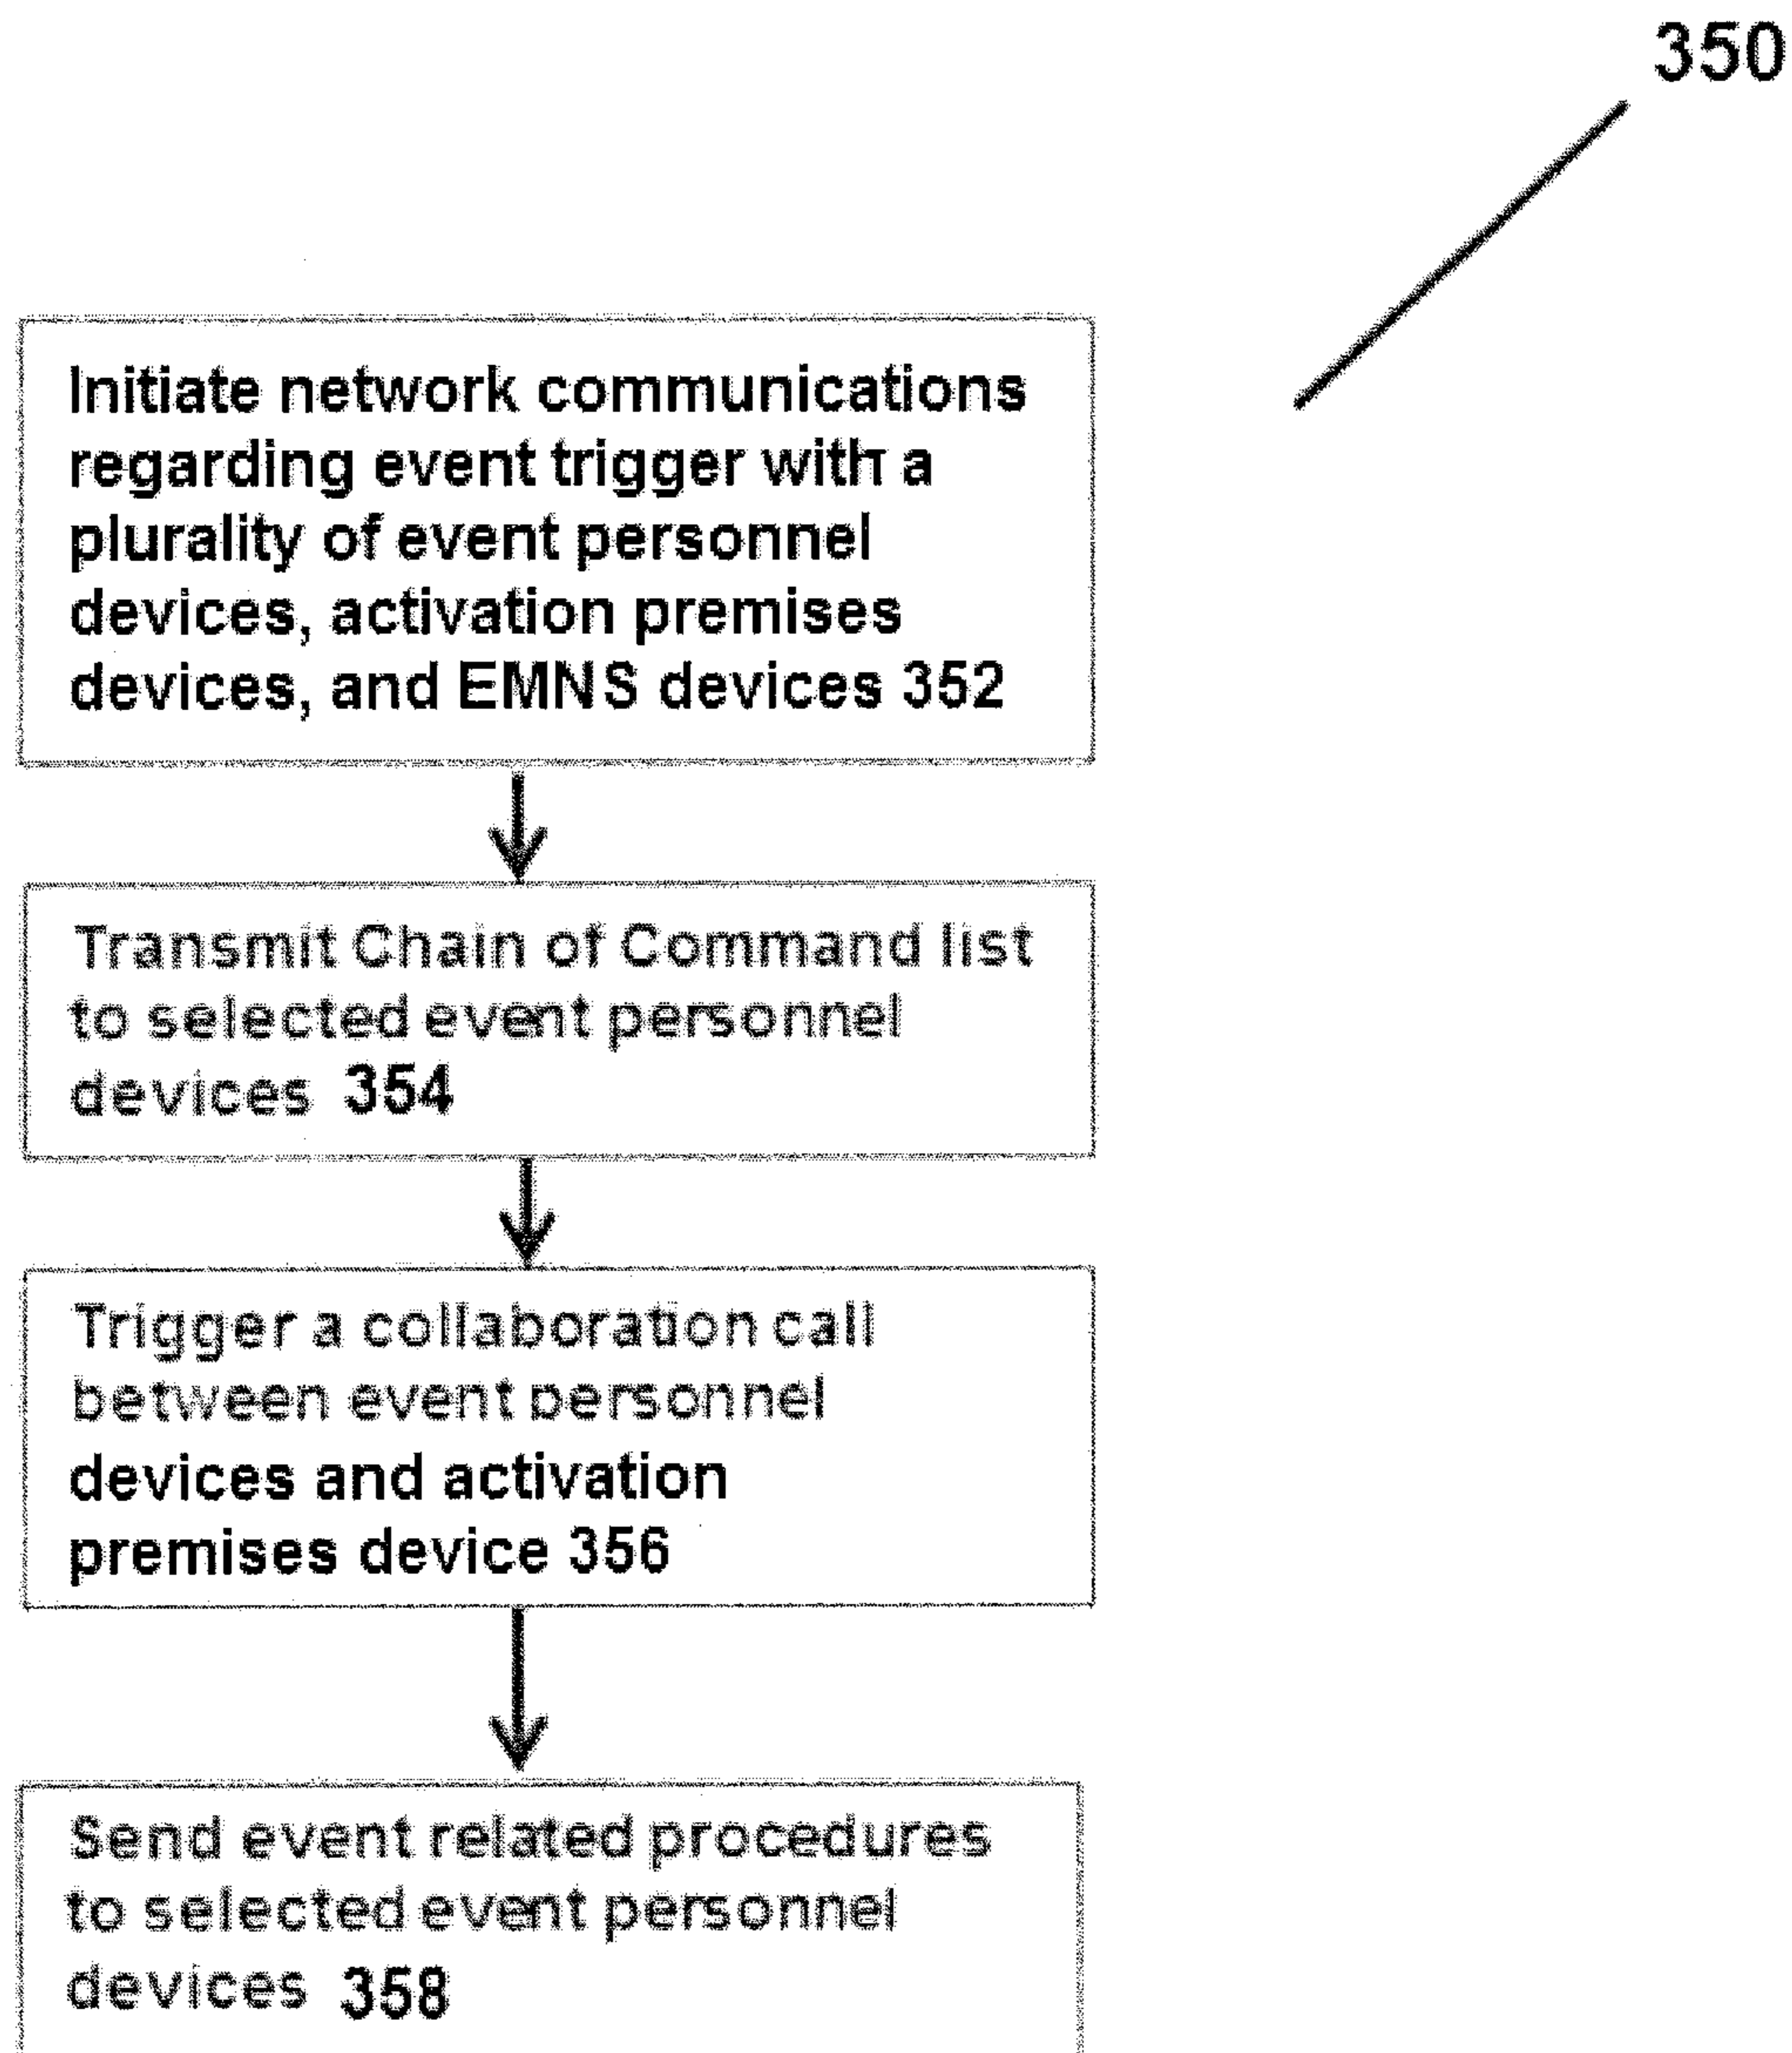 350
Initiate network communications
regarding event trigger with a
plurality of event personnel
devices, activation premises
devices, and EMNS devices 352
Transmit Chain of Command list
to selected event personnel
devices 354
Trigger a collaboration call
between event personnel
devices and activation
premises device 356
Send event related procedures
to selected event personnel
devices 358